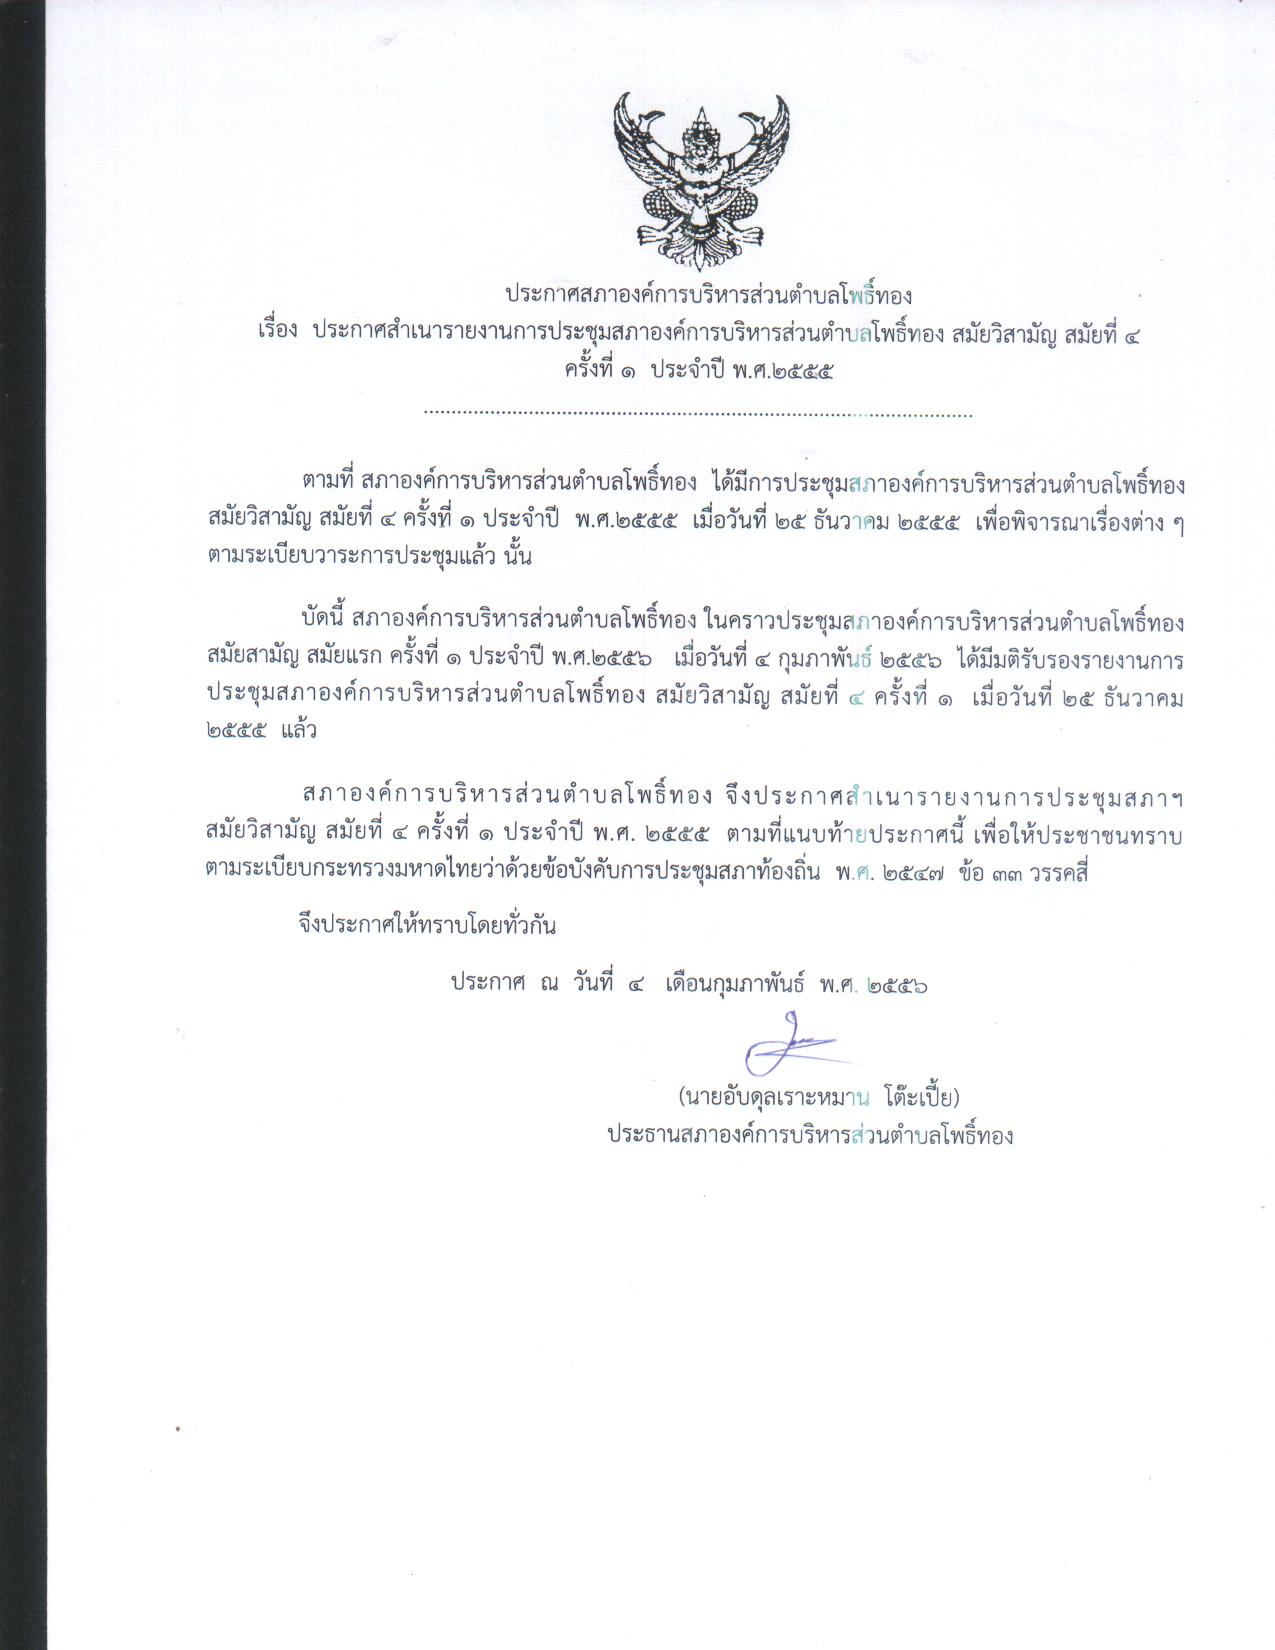 ประกาศสภาองค์การบริหารส่วนตำบลโพธิ์ทอง
เรื่อง ประกาศสำเนารายงานการประชุมสภาองค์การบริหารส่วนตำบลโพธิ์ทอง สมัยวิสามัญ สมัยที่ ๔
ครั้งที่ ๑ ประจำปี พ.ศ.๒๕๕๕
ตามที่ สภาองค์การบริหารส่วนตำบลโพธิ์ทอง ได้มีการประชุมสภาองค์การบริหารส่วนตำบลโพธิ์ทอง
สมัยวิสามัญ สมัยที่ ๔ ครั้งที่ ๑ ประจำปี พ.ศ.๒๕๕๕ เมื่อวันที่ ๒๕ ธันวาคม ๒๕๕๕ เพื่อพิจารณาเรื่องต่าง ๆ
ตามระเบียบวาระการประชุมแล้ว นั้น
บัดนี้ สภาองค์การบริหารส่วนตำบลโพธิ์ทอง ในคราวประชุมสภาองค์การบริหารส่วนตำบลโพธิ์ทอง
สมัยสามัญ สมัยแรก ครั้งที่ ๑ ประจำปี พ.ศ.๒๕๕๖ เมื่อวันที่ ๔ กุมภาพันธ์ ๒๕๕๖ ได้มีมติรับรองรายงานการ
ประชุมสภาองค์การบริหารส่วนตำบลโพธิ์ทอง สมัยวิสามัญ สมัยที่ ๔ ครั้งที่ ๑ เมื่อวันที่ ๒๕ ธันวาคม
๒๕๕๕ แล้ว
สภาองค์การบริหารส่วนตำบลโพธิ์ทอง จึงประกาศสำเนารายงานการประชุมสภาฯ
สมัยวิสามัญ สมัยที่ ๔ ครั้งที่ ๑ ประจำปี พ.ศ. ๒๕๕๕ ตามที่แนบท้ายประกาศนี้ เพื่อให้ประชาชนทราบ
ตามระเบียบกระทรวงมหาดไทยว่าด้วยข้อบังคับการประชุมสภาท้องถิ่น พ.ศ. ๒๕๔๗ ข้อ ๓๓ วรรคสี่
จึงประกาศให้ทราบโดยทั่วกัน
ประกาศ ณ วันที่ ๔ เดือนกุมภาพันธ์ พ.ศ. ๒๕๕๖
(นายอับดุลเราะหมาน โต๊ะเปี้ย)
ประธานสภาองค์การบริหารส่วนตำบลโพธิ์ทอง